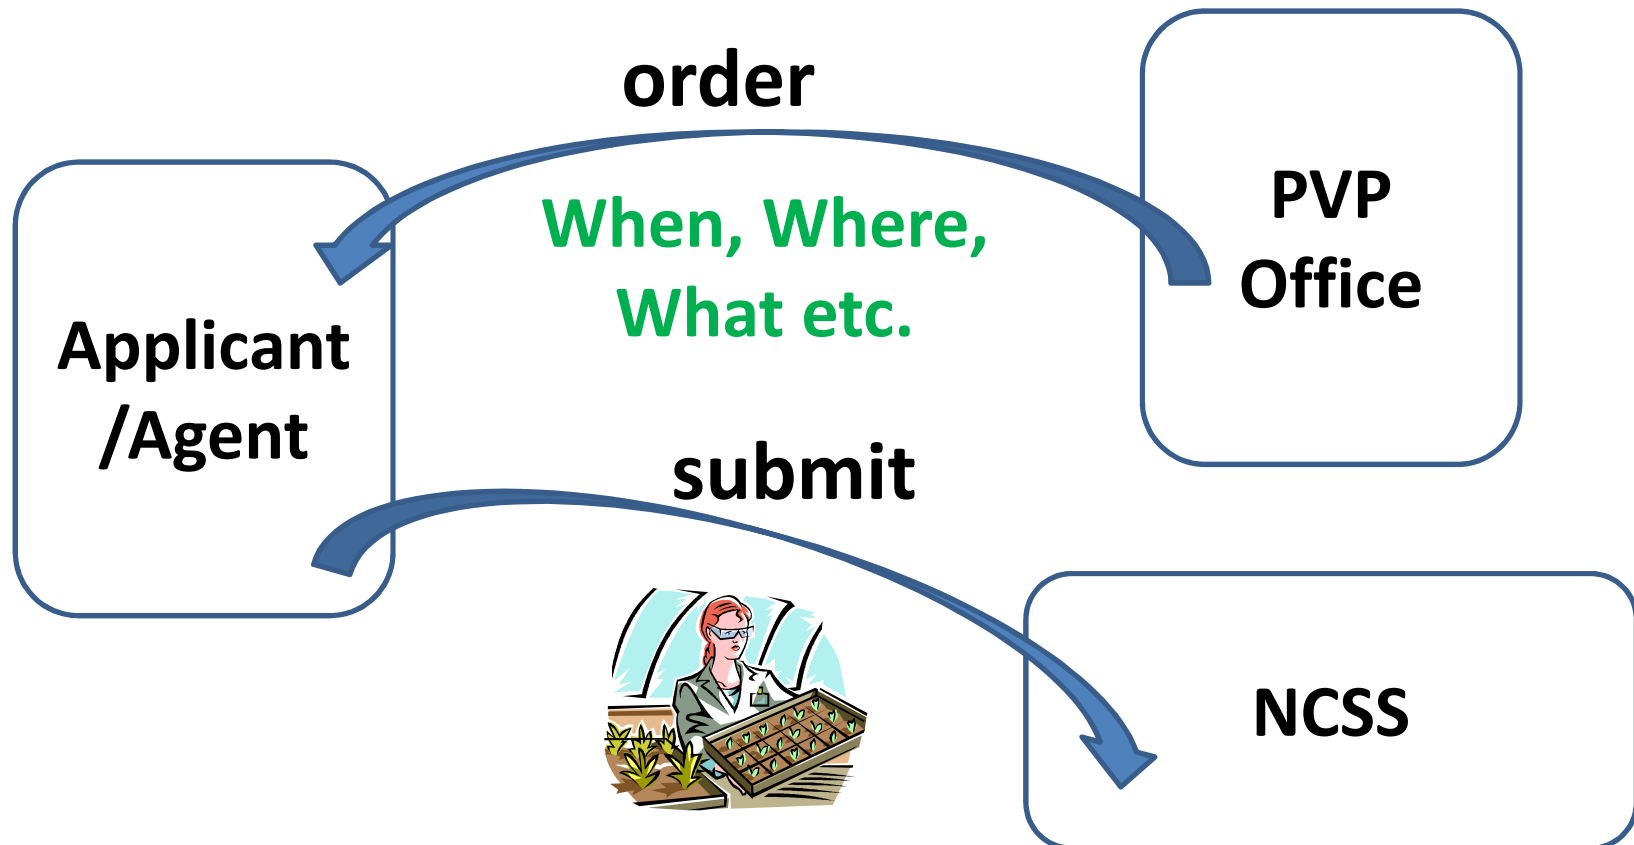 order
When, Where,
What etc.
PVP
Office
Applicant
/Agent
submit
NCSS